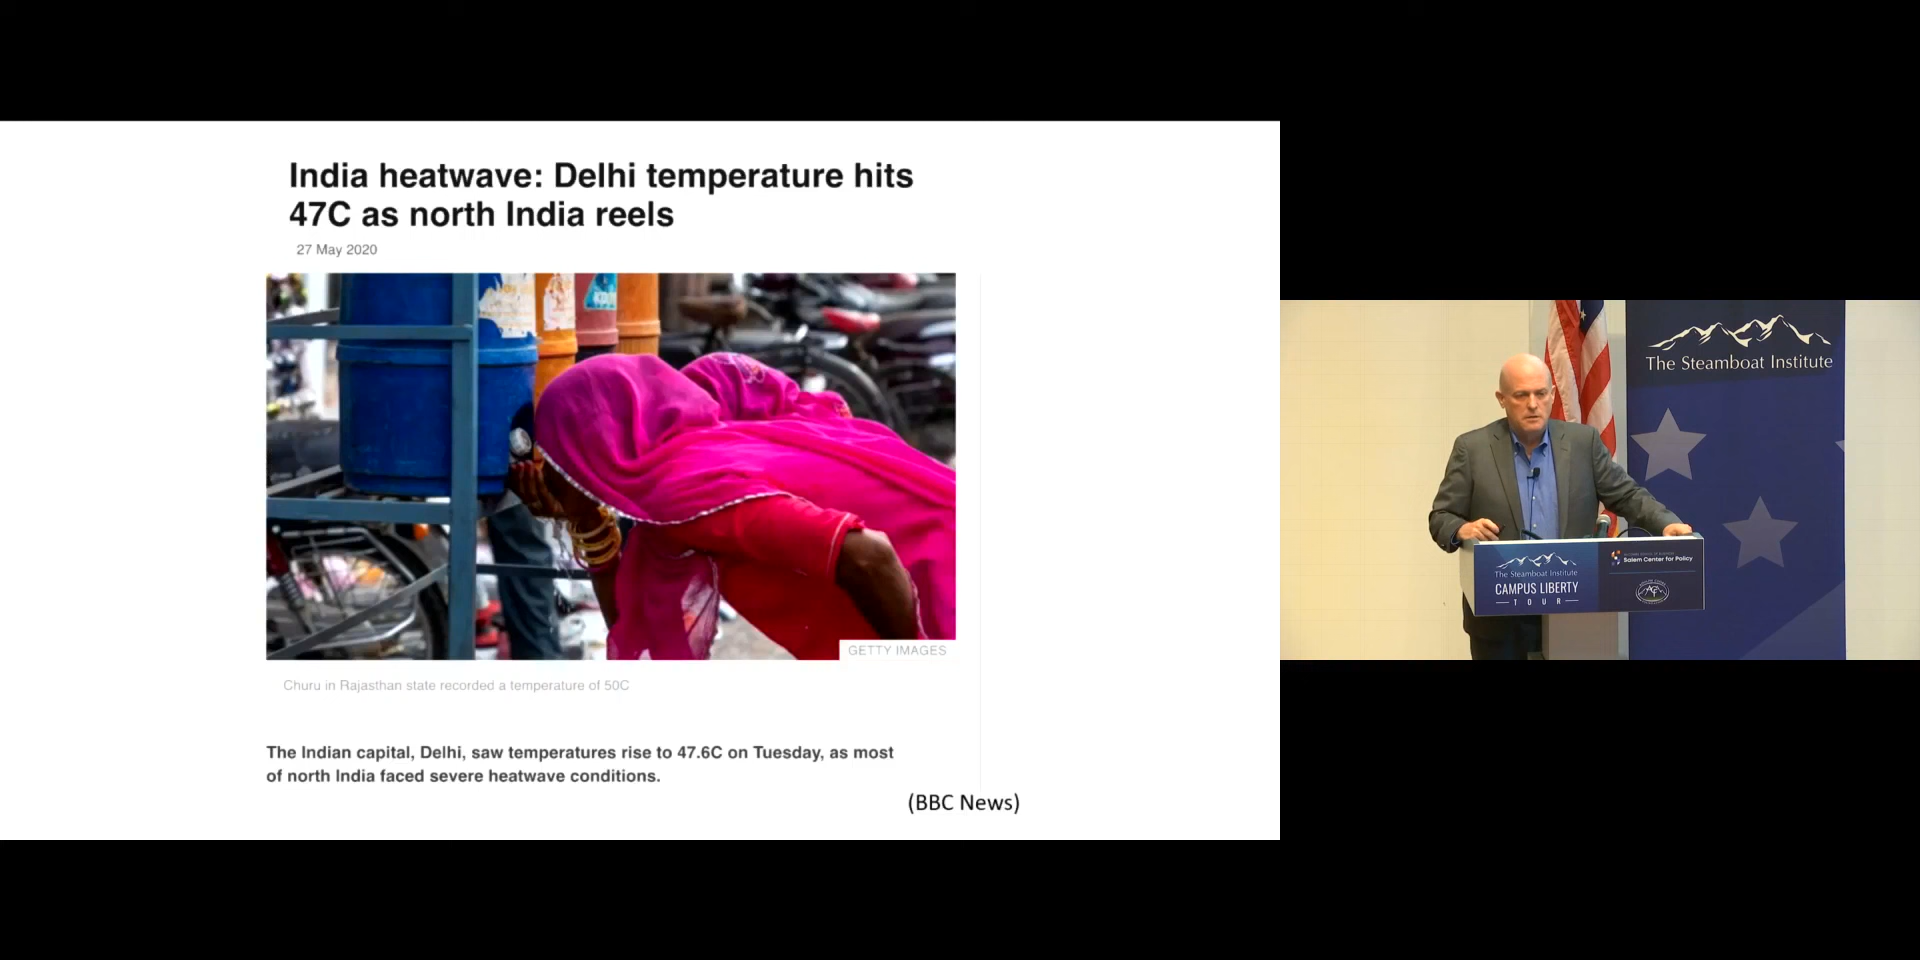 India heatwave: Delhi temperature hits
47C as north India reels
27 May 2020
GETTY IMAGES
Churu in Rajasthan state recorded a temperature of 50C
The Indian capital, Delhi, saw temperatures rise to 47.6C on Tuesday, as most
of north India faced severe heatwave conditions.
(BBC News)
The Steamboat Institute
The Steamboat Institute
CAMPUS LIBERTY
TOUR
Salem Center for Policy